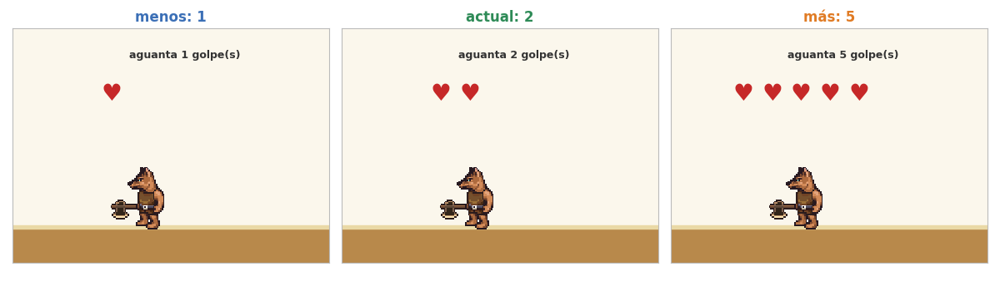 menos: 1
actual: 2
más: 5
aguanta 1 golpe(s)
aguanta 2 golpe(s)
aguanta 5 golpe(s)